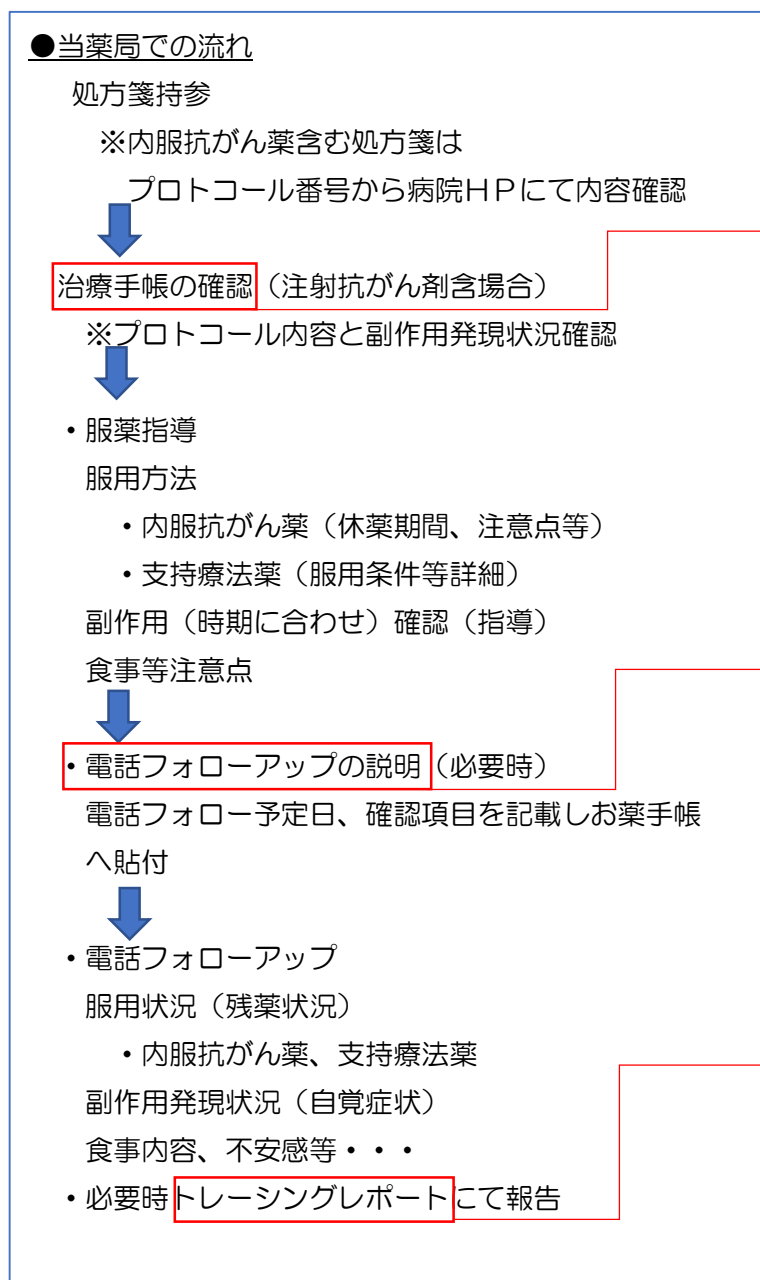 ●当薬局での流れ
処方箋持参
※内服抗がん薬含む処方箋は
プロトコール番号から病院ＨＰにて内容確認
治療手帳の確認（注射抗がん剤含場合）
※プロトコール内容と副作用発現状況確認
・服薬指導
服用方法
・内服抗がん薬（休薬期間、注意点等）
・支持療法薬（服用条件等詳細）
副作用（時期に合わせ）確認（指導）
食事等注意点
・電話フォローアップの説明（必要時）
電話フォロー予定日、確認項目を記載しお薬手帳
へ貼付
・電話フォローアップ
服用状況（残薬状況）
・内服抗がん薬、支持療法薬
副作用発現状況（自覚症状）
食事内容、不安感等・・・
・必要時トレーシングレポートにて報告